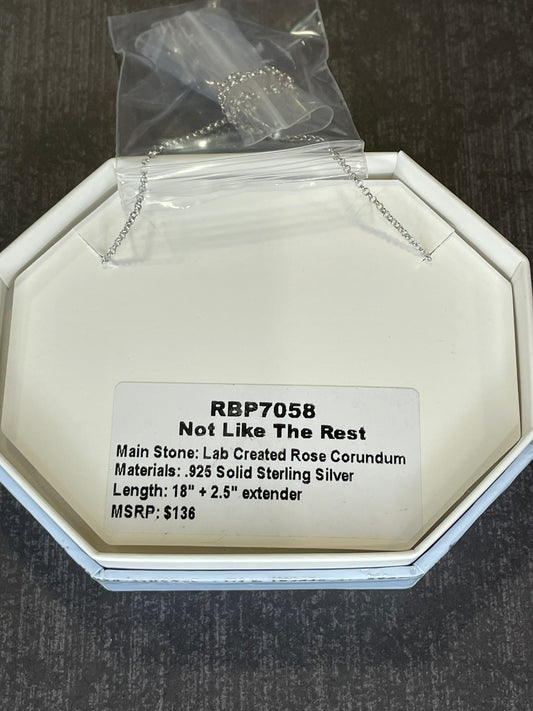 RBP7058
Not Like The Rest
Main Stone: Lab Created Rose Corundum
Materials: .925 Solid Sterling Silver
Length: 18" + 2.5" extender
MSRP: $136